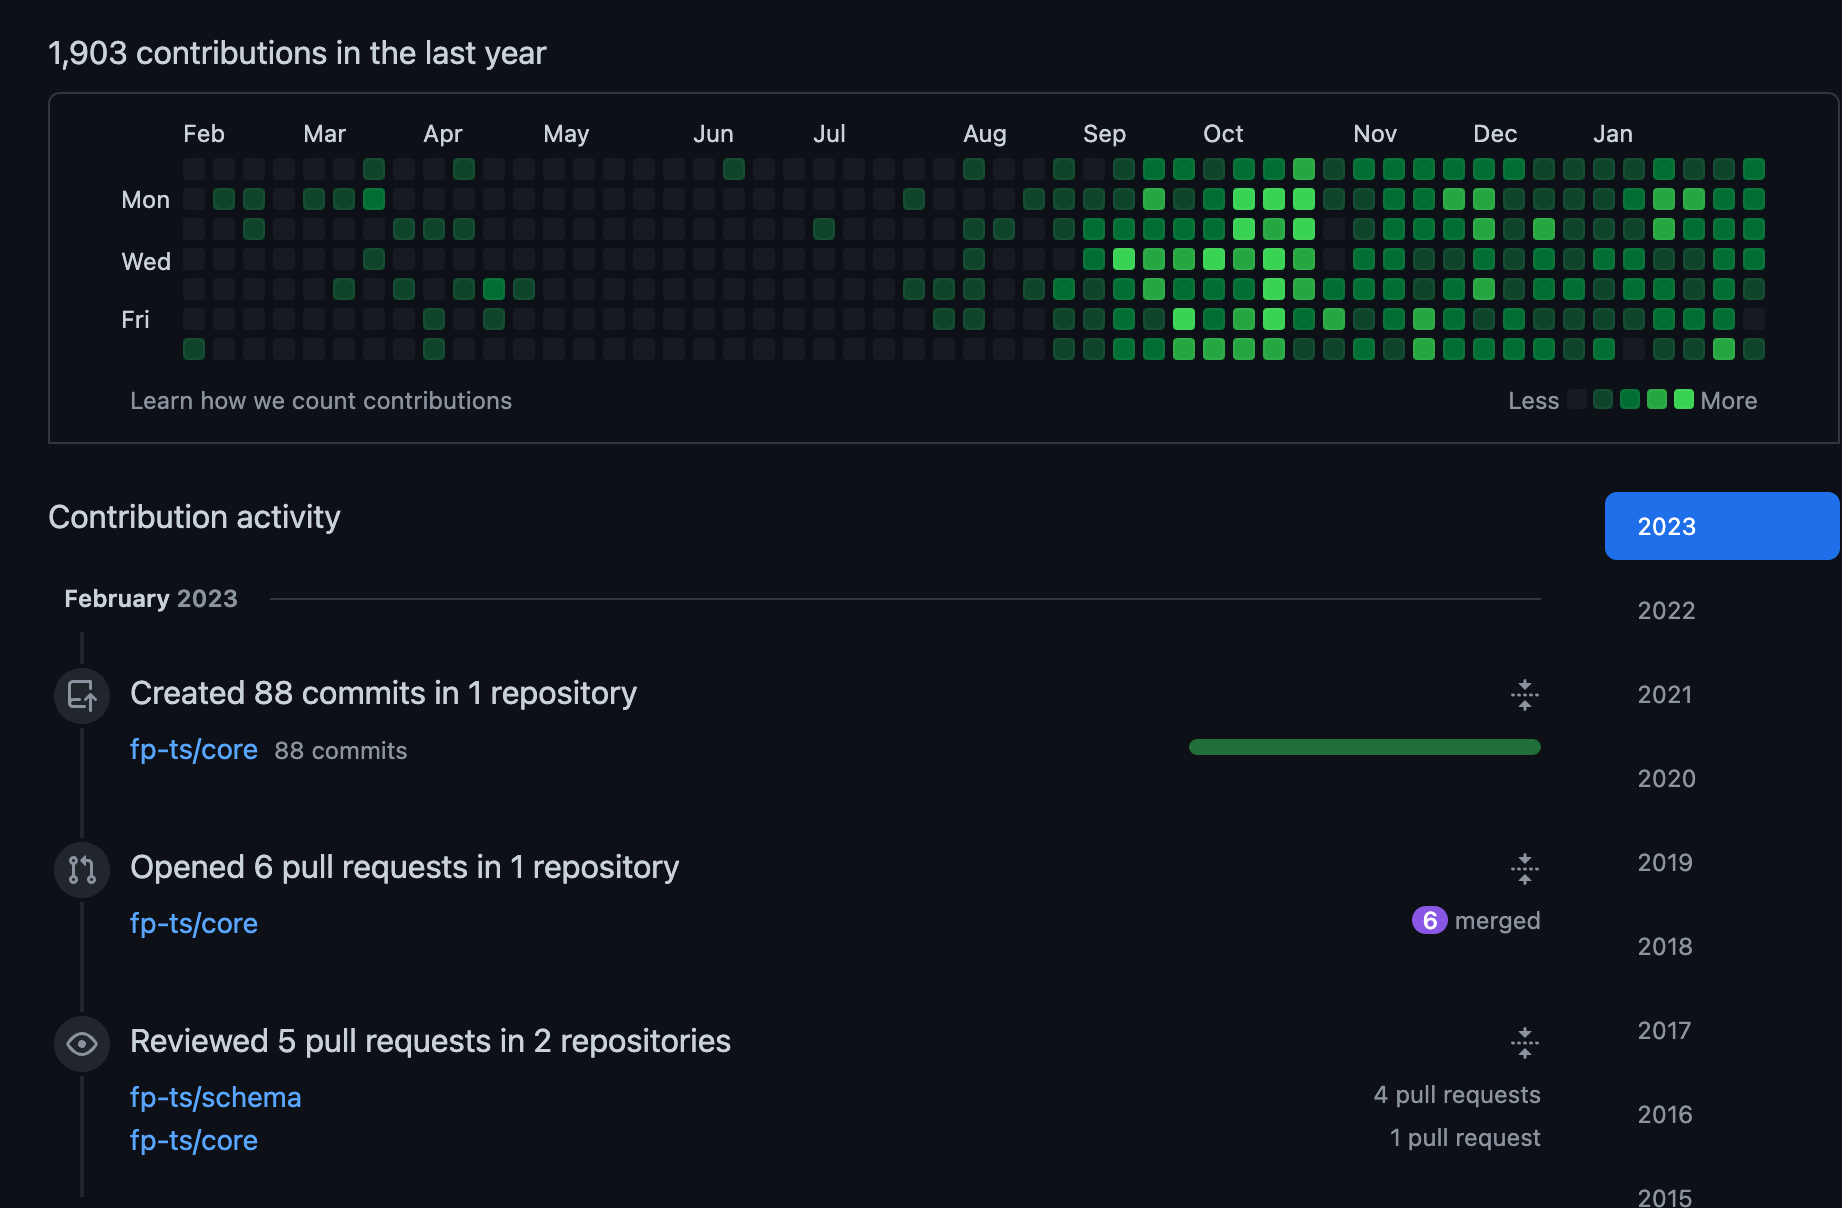 1,903 contributions in the last year
Feb Mar Apr May Jun Jul Aug Sep Oct Nov Dec Jan
Mon
Wed
Fri
Learn how we count contributions
Less More
Contribution activity
2023
February 2023
2022
Created 88 commits in 1 repository
2021
fp-ts/core 88 commits
2020
Opened 6 pull requests in 1 repository
2019
fp-ts/core
6 merged
2018
Reviewed 5 pull requests in 2 repositories
2017
fp-ts/schema
4 pull requests
2016
fp-ts/core
1 pull request
2015